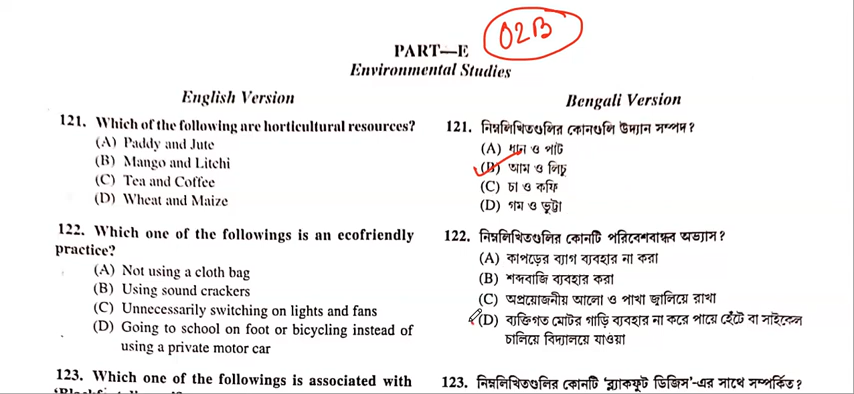 O2B
PART—E
Environmental Studies
English Version
Bengali Version
121. Which of the following are horticultural resources?
(A) Paddy and Jute
(B) Mango and Litchi
(C) Tea and Coffee
(D) Wheat and Maize
122. Which one of the followings is an ecofriendly
practice?
(A) Not using a cloth bag
(B) Using sound crackers
(C) Unnecessarily switching on lights and fans
(D) Going to school on foot or bicycling instead of
using a private motor car
123. Which one of the followings is associated with
121. নিম্নলিখিতগুলির কোনগুলি উদ্যান সম্পদ?
(A) ধান ও পাট
(B) আম ও লিচু
(C) চা ও কফি
(D) গম ও ভুট্টা
122. নিম্নলিখিতগুলির কোনটি পরিবেশবান্ধব অভ্যাস?
(A) কাপড়ের ব্যাগ ব্যবহার না করা
(B) শব্দবাজি ব্যবহার করা
(C) অপ্রয়োজনীয় আলো ও পাখা জ্বালিয়ে রাখা
(D) ব্যক্তিগত মোটর গাড়ি ব্যবহার না করে পায়ে হেঁটে বা সাইকেল
চালিয়ে বিদ্যালয়ে যাওয়া
123. নিম্নলিখিতগুলির কোনটি ‘ব্ল্যাকফুট ডিজিস’-এর সাথে সম্পর্কিত?